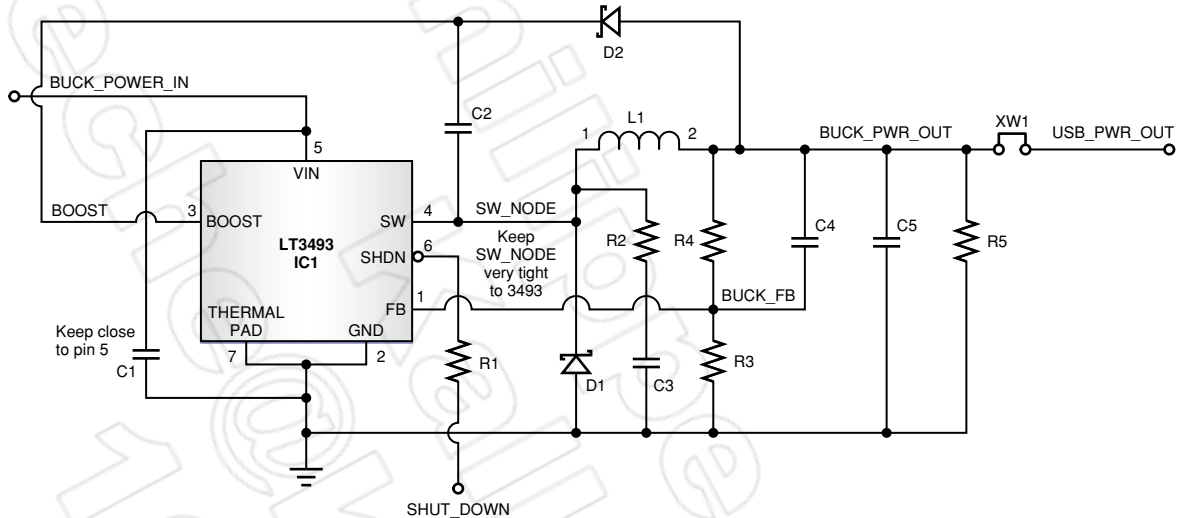 D2
BUCK_POWER_IN
C2
L1
1
2
BUCK_PWR_OUT
XW1
USB_PWR_OUT
5
VIN
BOOST
3
BOOST
SW
4
SW_NODE
LT3493
IC1
SHDN
6
Keep
SW_NODE
very tight
to 3493
R2
R4
C4
C5
R5
FB
1
BUCK_FB
THERMAL
PAD
GND
7
2
Keep close
to pin 5
C1
R1
D1
C3
R3
SHUT_DOWN